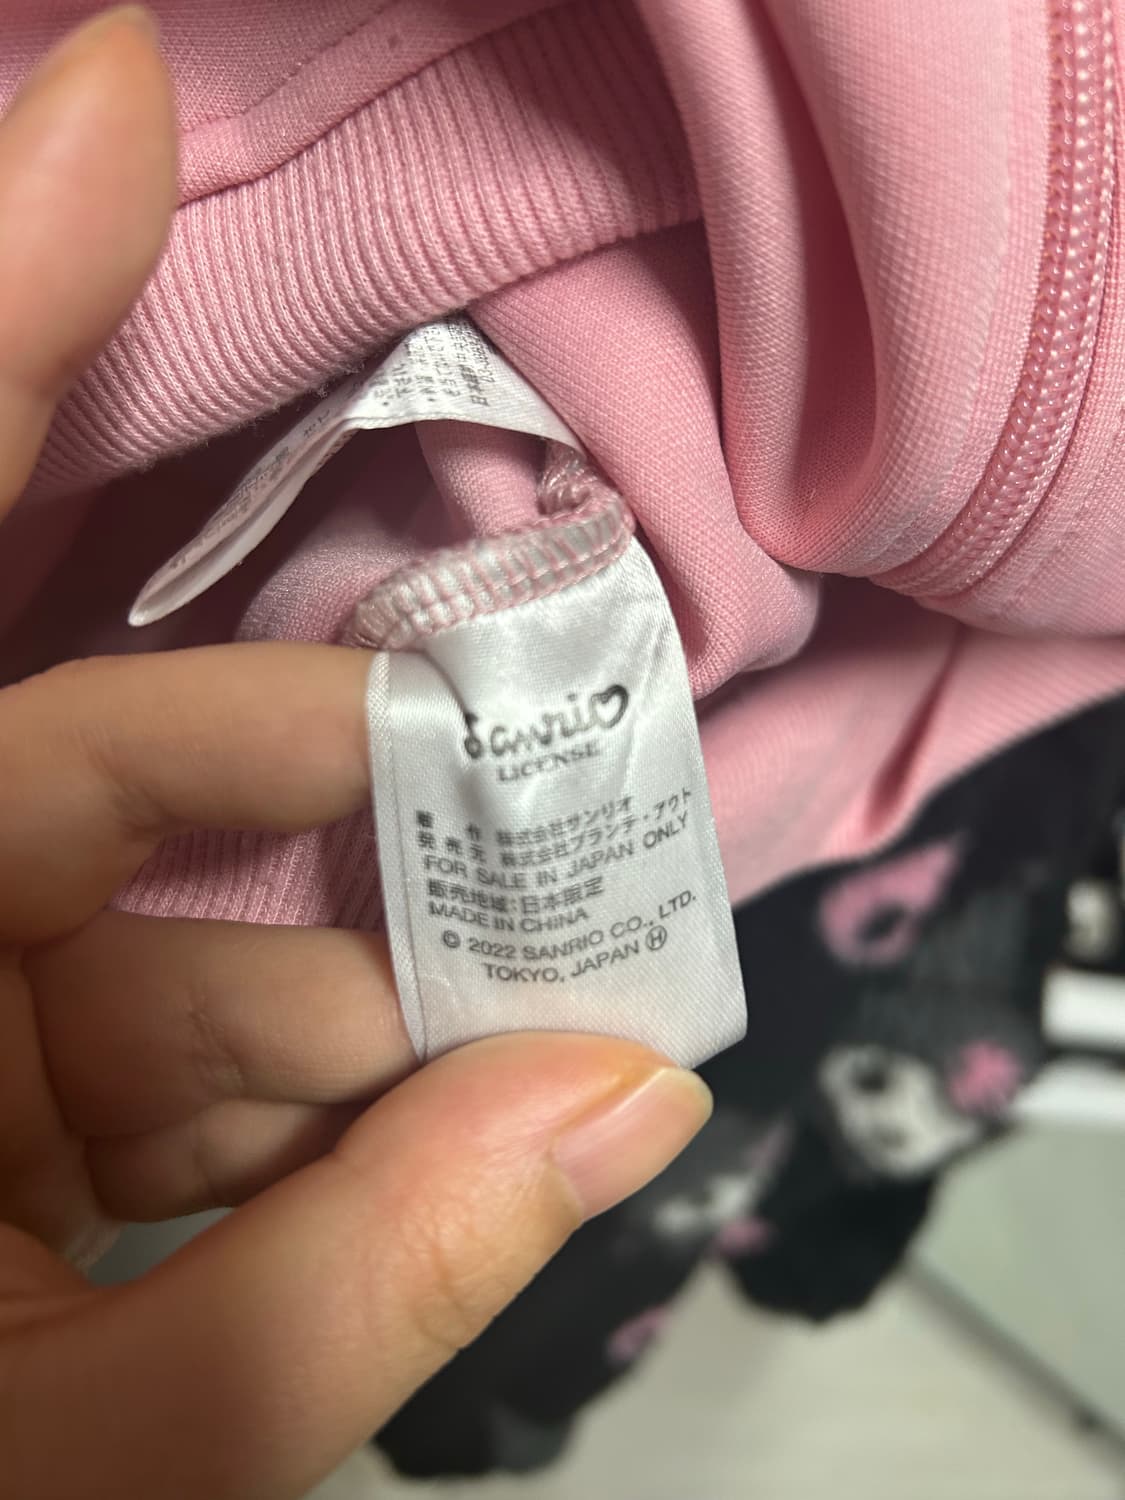 Sanrio
LICENSE
著 作 株式会社サンリオ
発 売 元 株式会社ブランデ・アウト
FOR SALE IN JAPAN ONLY
販売地域:日本限定
MADE IN CHINA
© 2022 SANRIO CO., LTD.
TOKYO, JAPAN Ⓗ